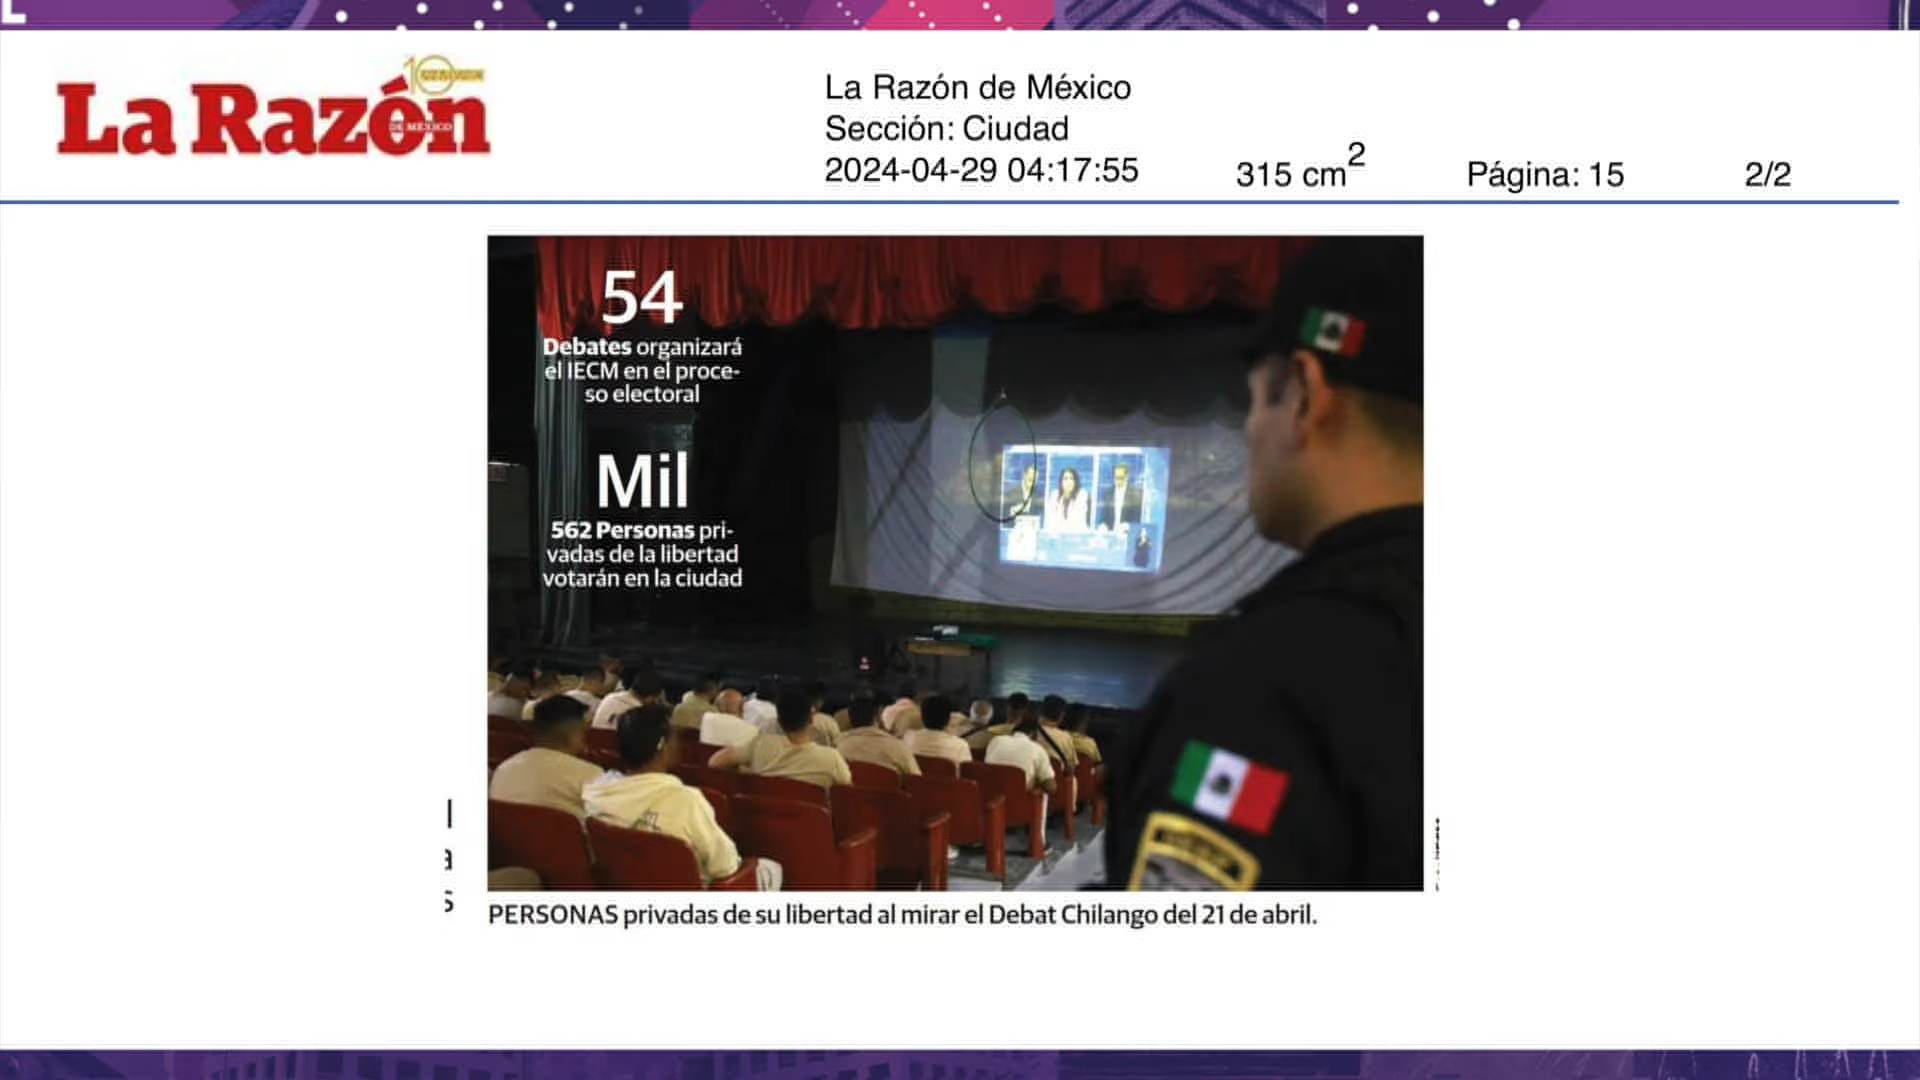 La Razón
DE MÉXICO
La Razón de México
Sección: Ciudad
2024-04-29 04:17:55
315 cm2
Página: 15
2/2
54
Debates organizará
el IECM en el proce-
so electoral
Mil
562 Personas pri-
vadas de la libertad
votarán en la ciudad
PERSONAS privadas de su libertad al mirar el Debat Chilango del 21 de abril.